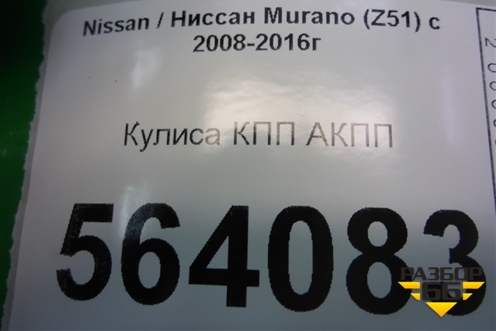 Nissan / Ниссан Murano (Z51) с
2008-2016г
Кулиса КПП АКПП
564083
РАЗБОР
66